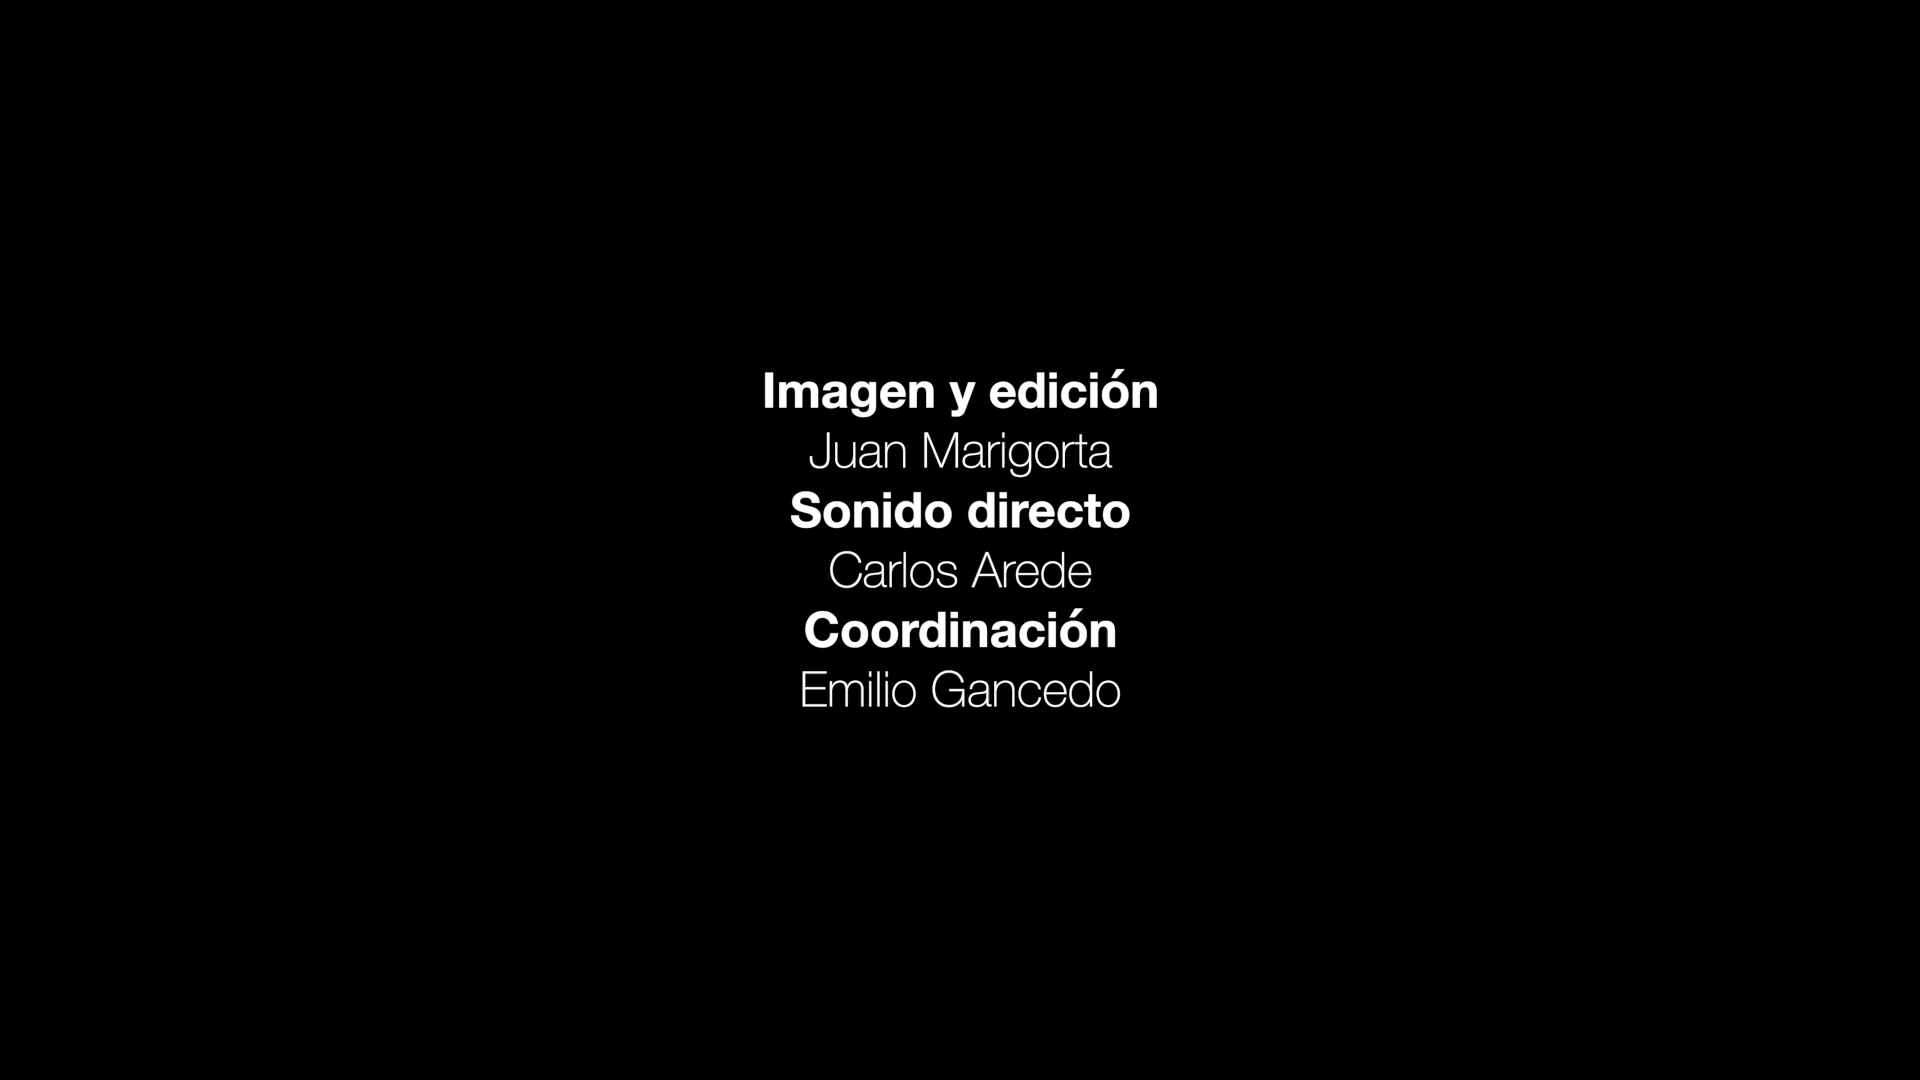 Imagen y edición
Juan Marigorta
Sonido directo
Carlos Arede
Coordinación
Emilio Gancedo